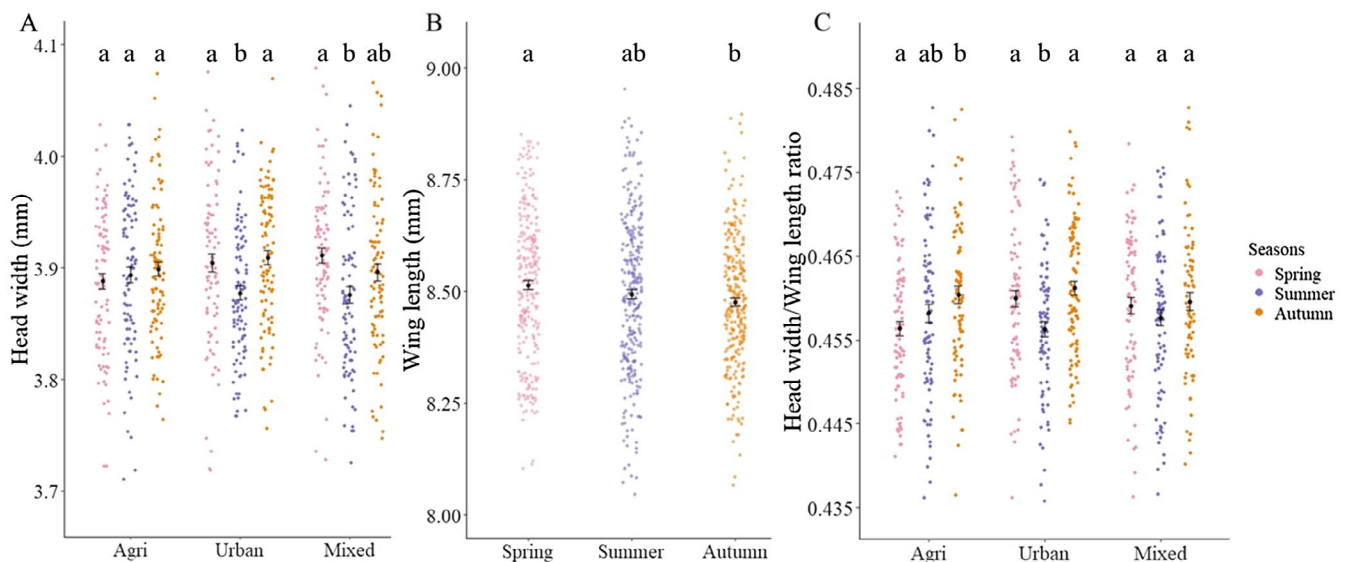 A
Head width (mm)
4.1
4.0
3.9
3.8
3.7
a a a a b a a b ab
Agri Urban Mixed
B
Wing length (mm)
9.00
8.75
8.50
8.25
8.00
a ab b
Spring Summer Autumn
C
Head width/Wing length ratio
0.485
0.475
0.465
0.455
0.445
0.435
a ab b a b a a a a
Agri Urban Mixed
Seasons
Spring
Summer
Autumn